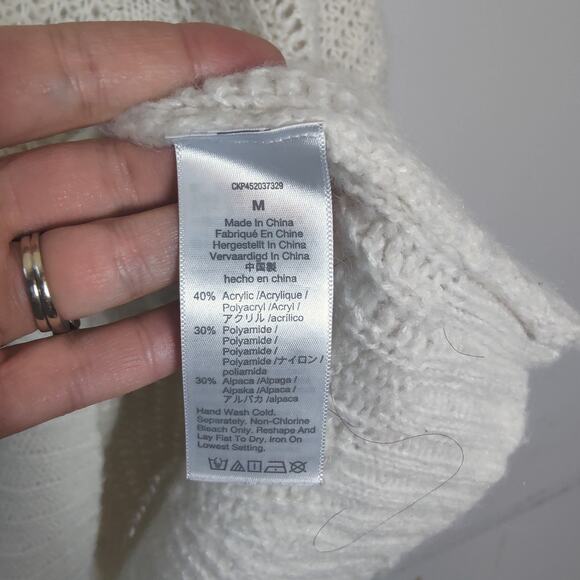 CKP452037329
M
Made In China
Fabriqué En Chine
Hergestellt In China
Vervaardigd In China
中国製
hecho en china
40% Acrylic /Acrylique /
Polyacryl /Acryl /
アクリル /acrílico
30% Polyamide /
Polyamide /
Polyamide /
Polyamide /ナイロン /
poliamida
30% Alpaca /Alpaga /
Alpaka /Alpaca /
アルパカ /alpaca
Hand Wash Cold.
Separately. Non-Chlorine
Bleach Only. Reshape And
Lay Flat To Dry. Iron On
Lowest Setting.